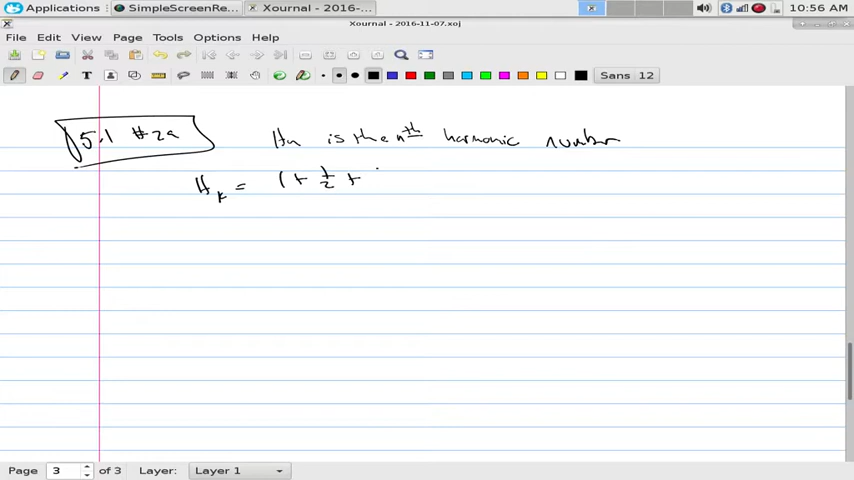 Applications SimpleScreenRe... Xournal - 2016-... 10:56 AM
Xournal - 2016-11-07.xoj
File Edit View Page Tools Options Help
T Sans 12
5.1 #2a Hn is the nth harmonic number
Hk = 1 + 1/2 +
Page 3 of 3 Layer: Layer 1